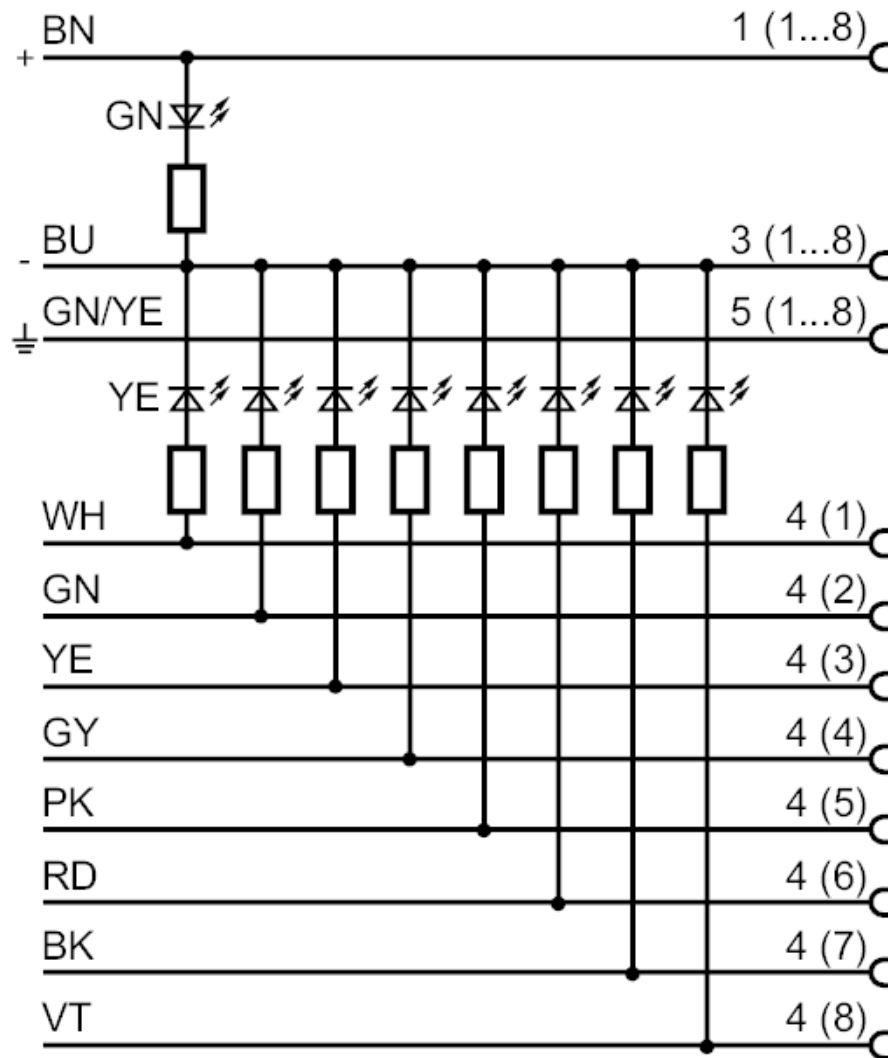 BN 1 (1...8)
+
GN
BU 3 (1...8)
-
GN/YE 5 (1...8)
YE
WH 4 (1)
GN 4 (2)
YE 4 (3)
GY 4 (4)
PK 4 (5)
RD 4 (6)
BK 4 (7)
VT 4 (8)